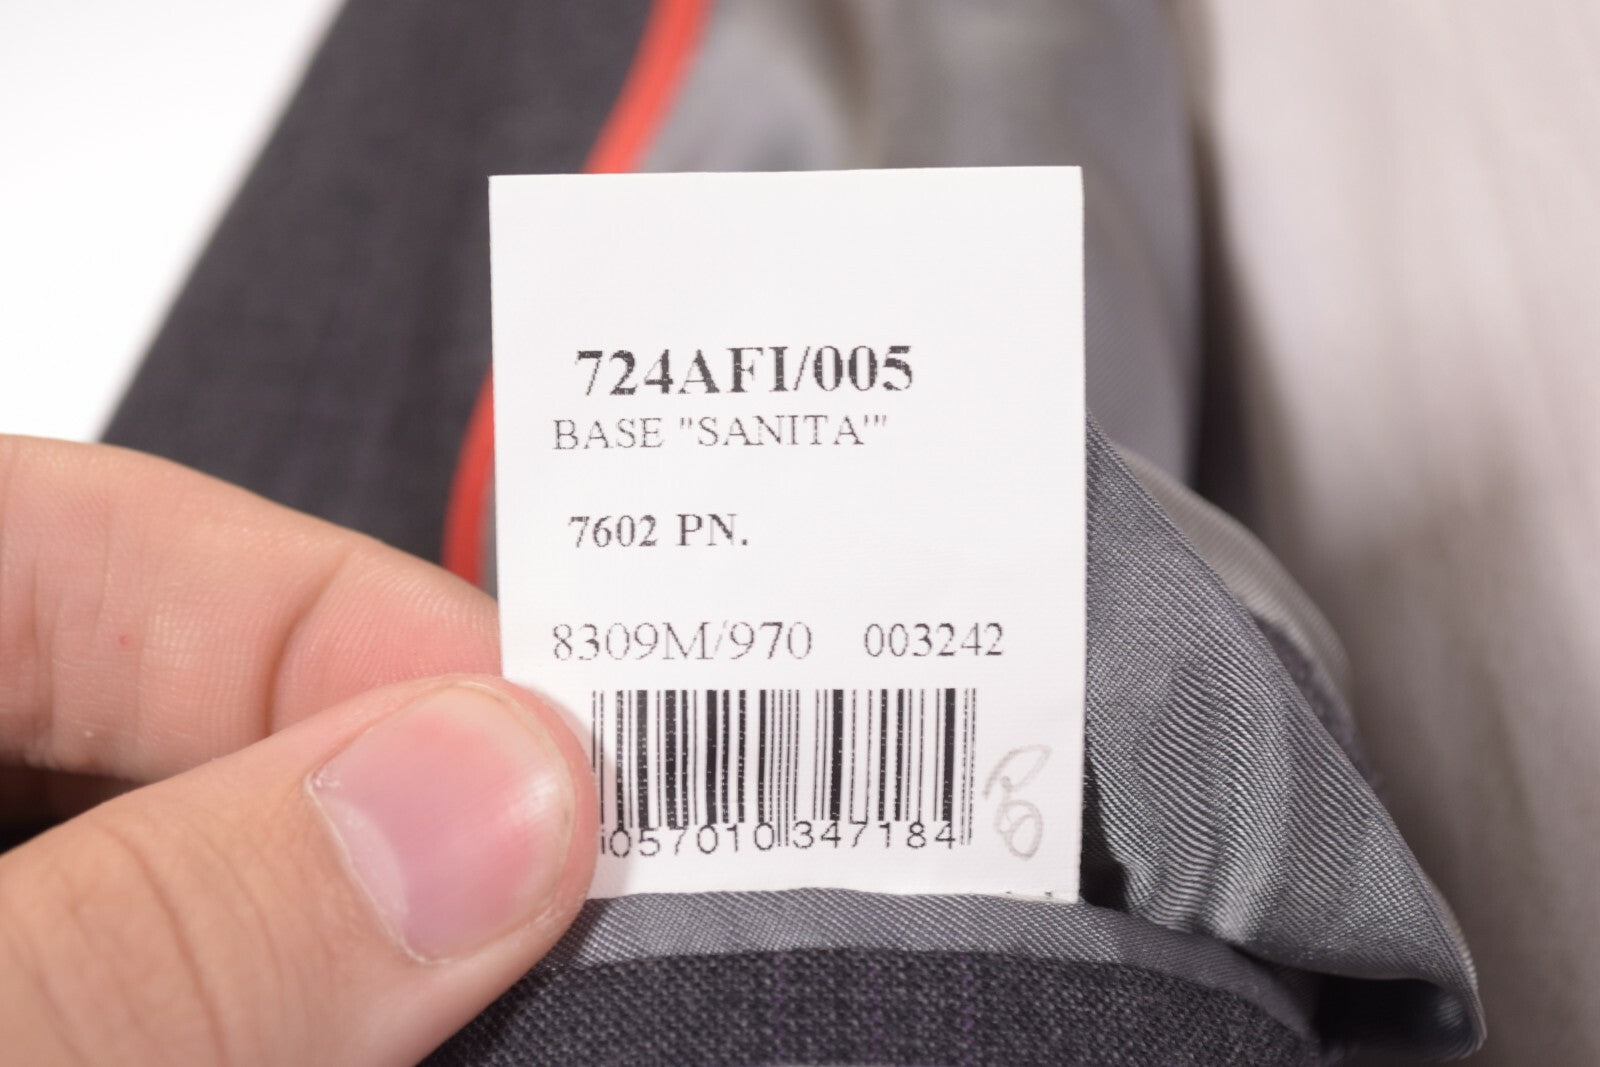 724AFI/005
BASE "SANITA'"
7602 PN.
8309M/970 003242
057010 347184